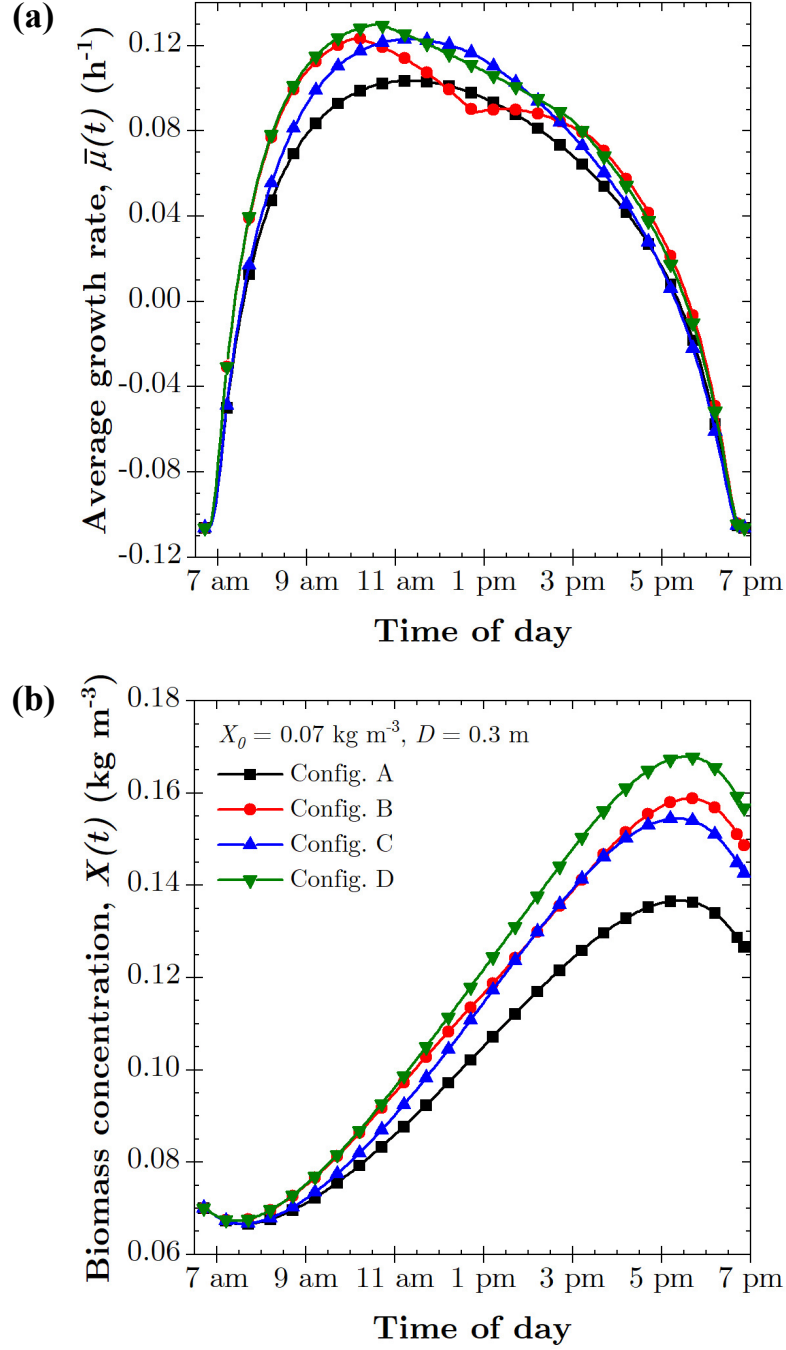 (a)
Average growth rate, μ̄(t) (h⁻¹)
0.12
0.08
0.04
0.00
-0.04
-0.08
-0.12
7 am 9 am 11 am 1 pm 3 pm 5 pm 7 pm
Time of day
(b)
Biomass concentration, X(t) (kg m⁻³)
0.18
0.16
0.14
0.12
0.10
0.08
0.06
X₀ = 0.07 kg m⁻³, D = 0.3 m
Config. A
Config. B
Config. C
Config. D
7 am 9 am 11 am 1 pm 3 pm 5 pm 7 pm
Time of day